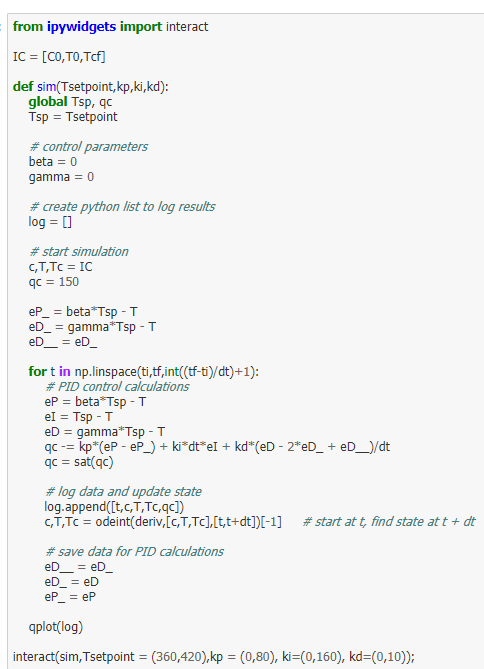 from ipywidgets import interact
IC = [C0,T0,Tcf]
def sim(Tsetpoint,kp,ki,kd):
global Tsp, qc
Tsp = Tsetpoint
# control parameters
beta = 0
gamma = 0
# create python list to log results
log = []
# start simulation
c,T,Tc = IC
qc = 150
eP_ = beta*Tsp - T
eD_ = gamma*Tsp - T
eD__ = eD_
for t in np.linspace(ti,tf,int((tf-ti)/dt)+1):
# PID control calculations
eP = beta*Tsp - T
eI = Tsp - T
eD = gamma*Tsp - T
qc -= kp*(eP - eP_) + ki*dt*eI + kd*(eD - 2*eD_ + eD__)/dt
qc = sat(qc)
# log data and update state
log.append([t,c,T,Tc,qc])
c,T,Tc = odeint(deriv,[c,T,Tc],[t,t+dt])[-1] # start at t, find state at t + dt
# save data for PID calculations
eD__ = eD_
eD_ = eD
eP_ = eP
qplot(log)
interact(sim,Tsetpoint = (360,420),kp = (0,80), ki=(0,160), kd=(0,10));